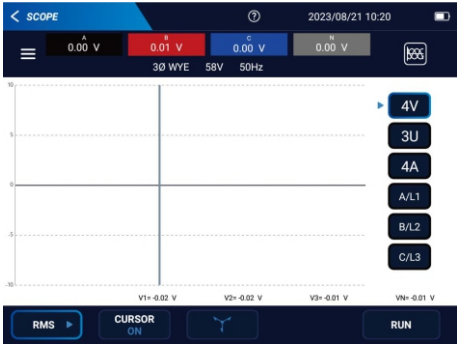 SCOPE
2023/08/21 10:20
A
0.00 V
B
0.01 V
C
0.00 V
N
0.00 V
3Ø WYE 58V 50Hz
10
5
0
-5
-10
4V
3U
4A
A/L1
B/L2
C/L3
V1= -0.02 V V2= -0.02 V V3= -0.01 V VN= -0.01 V
RMS
CURSOR
ON
RUN